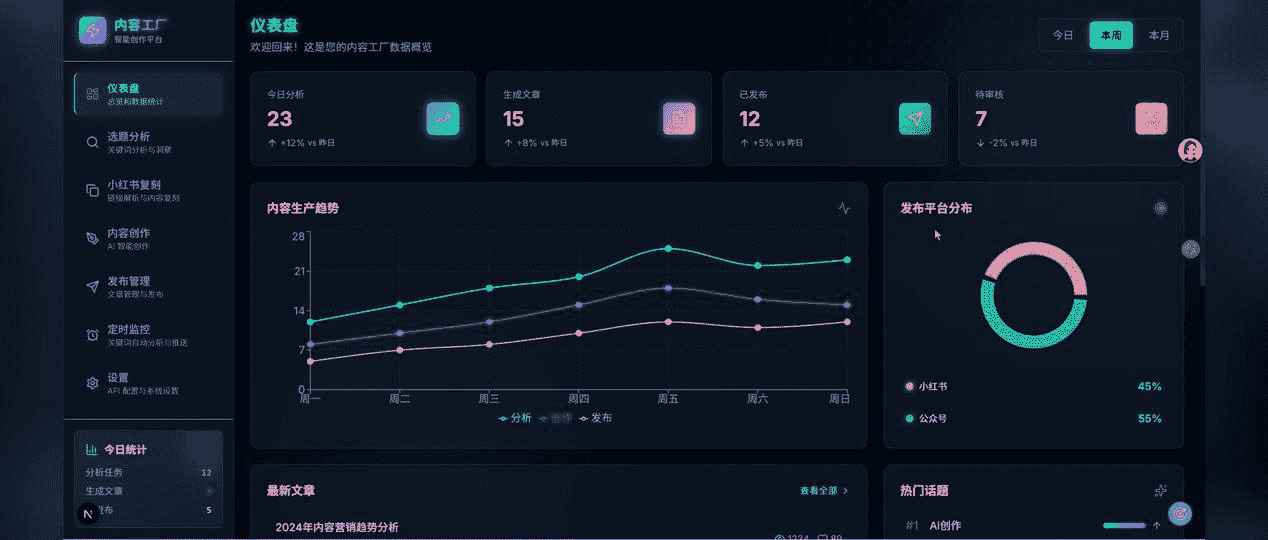 内容工厂
智能创作平台
仪表盘
总览和数据统计
选题分析
关键词分析与洞察
小红书复刻
链接解析与内容复刻
内容创作
AI 智能创作
发布管理
文章管理与发布
定时监控
关键词自动分析与推送
设置
API 配置与系统设置
今日统计
分析任务 12
生成文章
发布 5
N
仪表盘
欢迎回来！这是您的内容工厂数据概览
今日 本周 本月
今日分析
23
↑ +12% vs 昨日
生成文章
15
↑ +8% vs 昨日
已发布
12
↑ +5% vs 昨日
待审核
7
↓ -2% vs 昨日
内容生产趋势
28
21
14
7
0
周一 周二 周三 周四 周五 周六 周日
分析 创作 发布
发布平台分布
小红书 45%
公众号 55%
最新文章 查看全部
2024年内容营销趋势分析
1234 89
热门话题
#1 AI创作 ↑